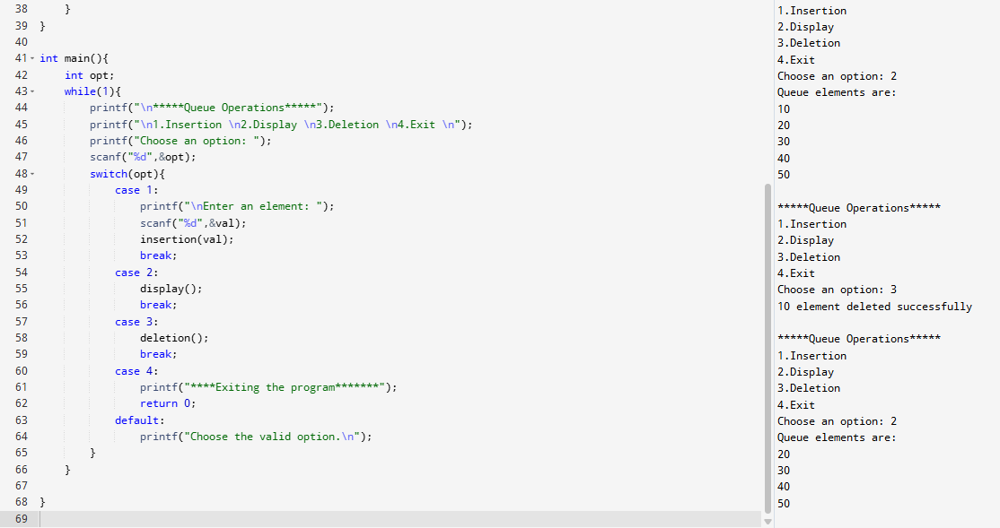 38 }
39 }
40
41 int main(){
42 int opt;
43 while(1){
44 printf("\n*****Queue Operations*****");
45 printf("\n1.Insertion \n2.Display \n3.Deletion \n4.Exit \n");
46 printf("Choose an option: ");
47 scanf("%d",&opt);
48 switch(opt){
49 case 1:
50 printf("\nEnter an element: ");
51 scanf("%d",&val);
52 insertion(val);
53 break;
54 case 2:
55 display();
56 break;
57 case 3:
58 deletion();
59 break;
60 case 4:
61 printf("****Exiting the program*******");
62 return 0;
63 default:
64 printf("Choose the valid option.\n");
65 }
66 }
67
68 }
69
1.Insertion
2.Display
3.Deletion
4.Exit
Choose an option: 2
Queue elements are:
10
20
30
40
50
*****Queue Operations*****
1.Insertion
2.Display
3.Deletion
4.Exit
Choose an option: 3
10 element deleted successfully
*****Queue Operations*****
1.Insertion
2.Display
3.Deletion
4.Exit
Choose an option: 2
Queue elements are:
20
30
40
50